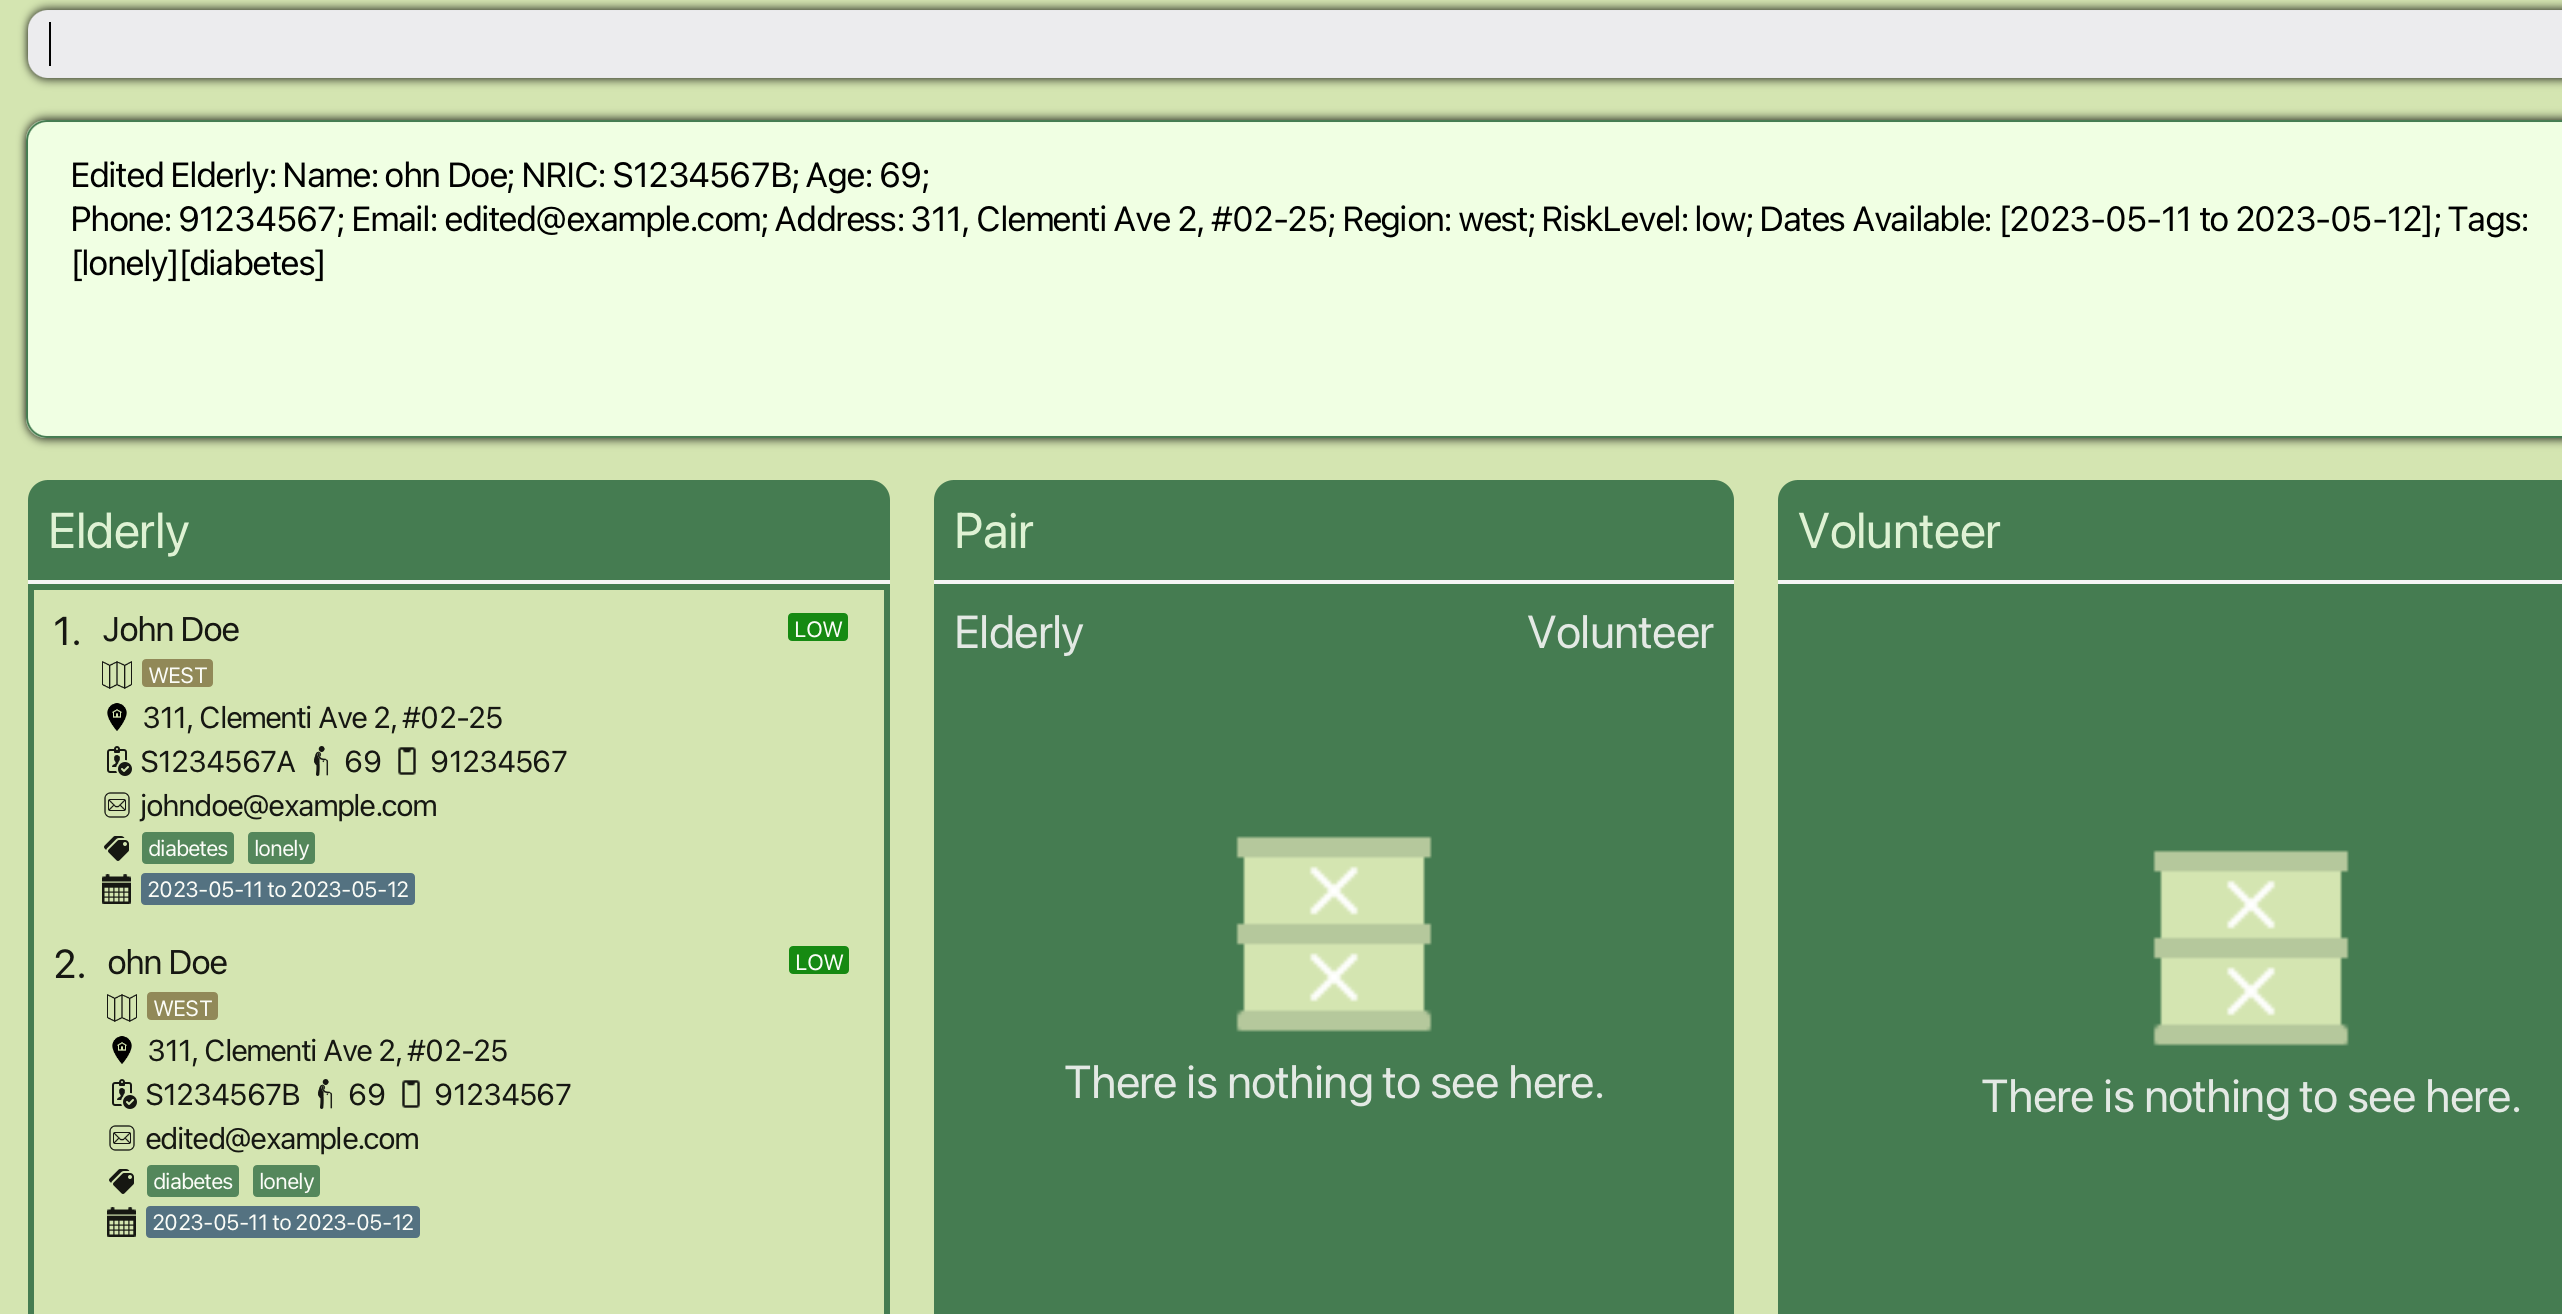 Edited Elderly: Name: ohn Doe; NRIC: S1234567B; Age: 69;
Phone: 91234567; Email: edited@example.com; Address: 311, Clementi Ave 2, #02-25; Region: west; RiskLevel: low; Dates Available: [2023-05-11 to 2023-05-12]; Tags:
[lonely][diabetes]
Elderly
1. John Doe LOW
WEST
311, Clementi Ave 2, #02-25
S1234567A 69 91234567
johndoe@example.com
diabetes lonely
2023-05-11 to 2023-05-12
2. ohn Doe LOW
WEST
311, Clementi Ave 2, #02-25
S1234567B 69 91234567
edited@example.com
diabetes lonely
2023-05-11 to 2023-05-12
Pair
Elderly Volunteer
There is nothing to see here.
Volunteer
There is nothing to see here.